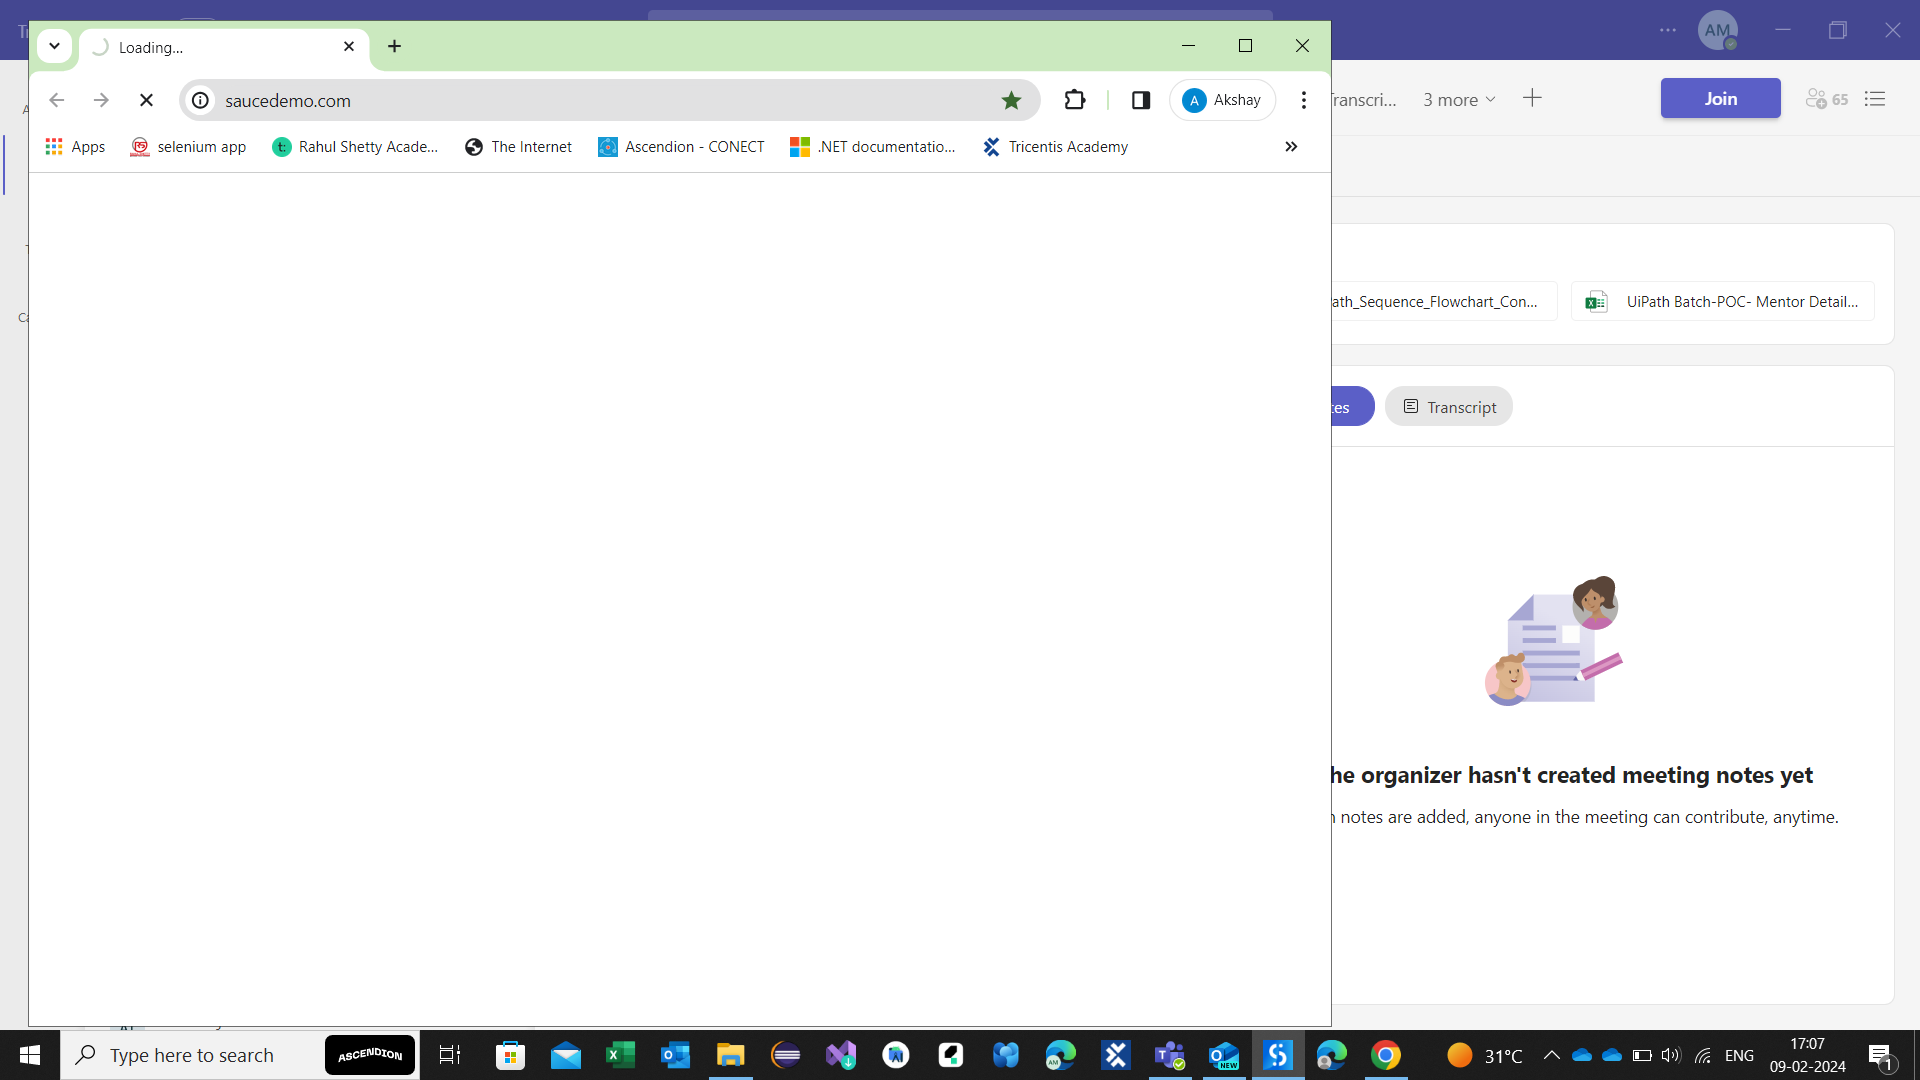 Loading...
AM
saucedemo.com
A Akshay
ranscri...
3 more
Join
65
Apps
selenium app
Rahul Shetty Acade...
The Internet
Ascendion - CONECT
.NET documentatio...
Tricentis Academy
ath_Sequence_Flowchart_Con...
UiPath Batch-POC- Mentor Detail...
tes
Transcript
he organizer hasn't created meeting notes yet
n notes are added, anyone in the meeting can contribute, anytime.
Type here to search
ASCENDION
NEW
31°C
ENG
17:07
09-02-2024
1